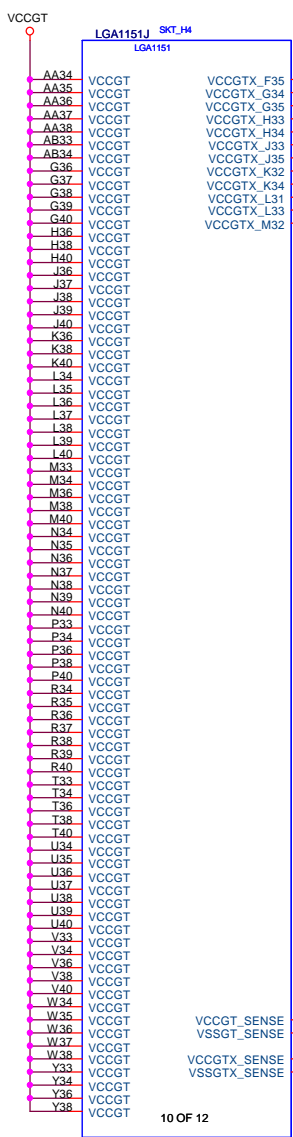 VCCGT
LGA1151J SKT_H4
LGA1151
AA34 VCCGT VCCGTX_F35
AA35 VCCGT VCCGTX_G34
AA36 VCCGT VCCGTX_G35
AA37 VCCGT VCCGTX_H33
AA38 VCCGT VCCGTX_H34
AB33 VCCGT VCCGTX_J33
AB34 VCCGT VCCGTX_J35
G36 VCCGT VCCGTX_K32
G37 VCCGT VCCGTX_K34
G38 VCCGT VCCGTX_L31
G39 VCCGT VCCGTX_L33
G40 VCCGT VCCGTX_M32
H36 VCCGT
H38 VCCGT
H40 VCCGT
J36 VCCGT
J37 VCCGT
J38 VCCGT
J39 VCCGT
J40 VCCGT
K36 VCCGT
K38 VCCGT
K40 VCCGT
L34 VCCGT
L35 VCCGT
L36 VCCGT
L37 VCCGT
L38 VCCGT
L39 VCCGT
L40 VCCGT
M33 VCCGT
M34 VCCGT
M36 VCCGT
M38 VCCGT
M40 VCCGT
N34 VCCGT
N35 VCCGT
N36 VCCGT
N37 VCCGT
N38 VCCGT
N39 VCCGT
N40 VCCGT
P33 VCCGT
P34 VCCGT
P36 VCCGT
P38 VCCGT
P40 VCCGT
R34 VCCGT
R35 VCCGT
R36 VCCGT
R37 VCCGT
R38 VCCGT
R39 VCCGT
R40 VCCGT
T33 VCCGT
T34 VCCGT
T36 VCCGT
T38 VCCGT
T40 VCCGT
U34 VCCGT
U35 VCCGT
U36 VCCGT
U37 VCCGT
U38 VCCGT
U39 VCCGT
U40 VCCGT
V33 VCCGT
V34 VCCGT
V36 VCCGT
V38 VCCGT
V40 VCCGT
W34 VCCGT
W35 VCCGT VCCGT_SENSE
W36 VCCGT VSSGT_SENSE
W37 VCCGT
W38 VCCGT VCCGTX_SENSE
Y33 VCCGT VSSGTX_SENSE
Y34 VCCGT
Y36 VCCGT
Y38 VCCGT
10 OF 12